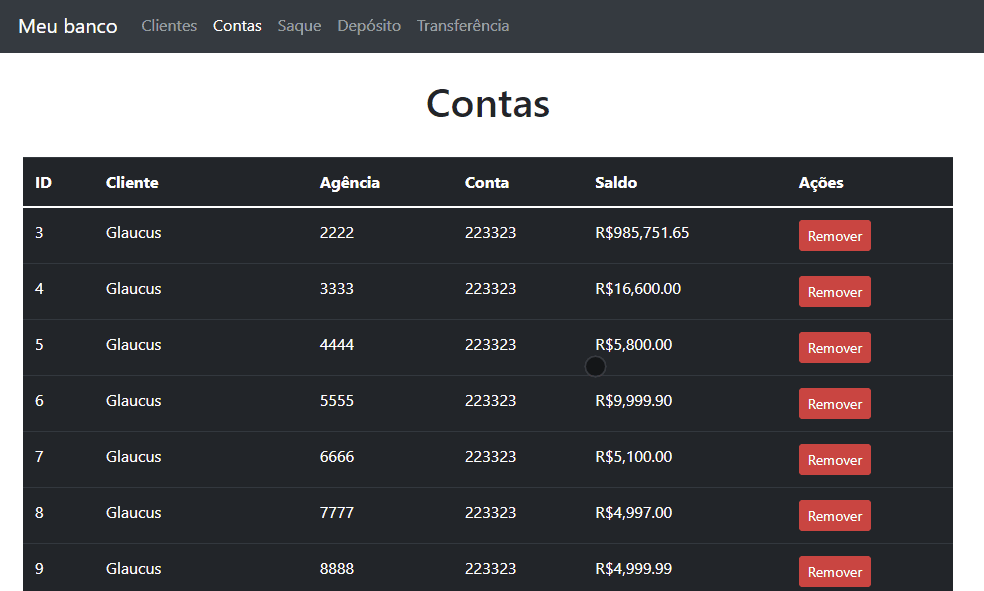 Meu banco Clientes Contas Saque Depósito Transferência
Contas
ID Cliente Agência Conta Saldo Ações
3 Glaucus 2222 223323 R$985,751.65 Remover
4 Glaucus 3333 223323 R$16,600.00 Remover
5 Glaucus 4444 223323 R$5,800.00 Remover
6 Glaucus 5555 223323 R$9,999.90 Remover
7 Glaucus 6666 223323 R$5,100.00 Remover
8 Glaucus 7777 223323 R$4,997.00 Remover
9 Glaucus 8888 223323 R$4,999.99 Remover